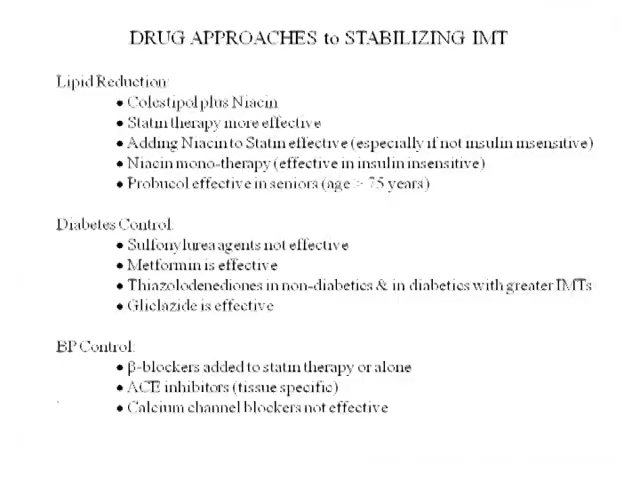 DRUG APPROACHES to STABILIZING IMT
Lipid Reduction:
• Colestipol plus Niacin
• Statin therapy more effective
• Adding Niacin to Statin effective (especially if not insulin insensitive)
• Niacin mono-therapy (effective in insulin insensitive)
• Probucol effective in seniors (age > 75 years)
Diabetes Control:
• Sulfonylurea agents not effective
• Metformin is effective
• Thiazolodenediones in non-diabetics & in diabetics with greater IMTs
• Gliclazide is effective
BP Control:
• β-blockers added to statin therapy or alone
• ACE inhibitors (tissue specific)
• Calcium channel blockers not effective